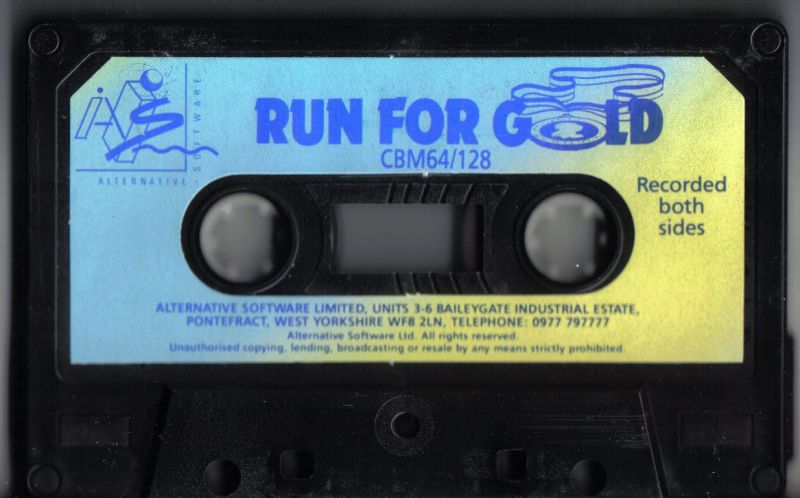 RUN FOR GOLD
CBM64/128
SOFTWARE
ALTERNATIVE
Recorded
both
sides
ALTERNATIVE SOFTWARE LIMITED, UNITS 3-6 BAILEYGATE INDUSTRIAL ESTATE,
PONTEFRACT, WEST YORKSHIRE WF8 2LN, TELEPHONE: 0977 797777
Alternative Software Ltd. All rights reserved.
Unauthorised copying, lending, broadcasting or resale by any means strictly prohibited.